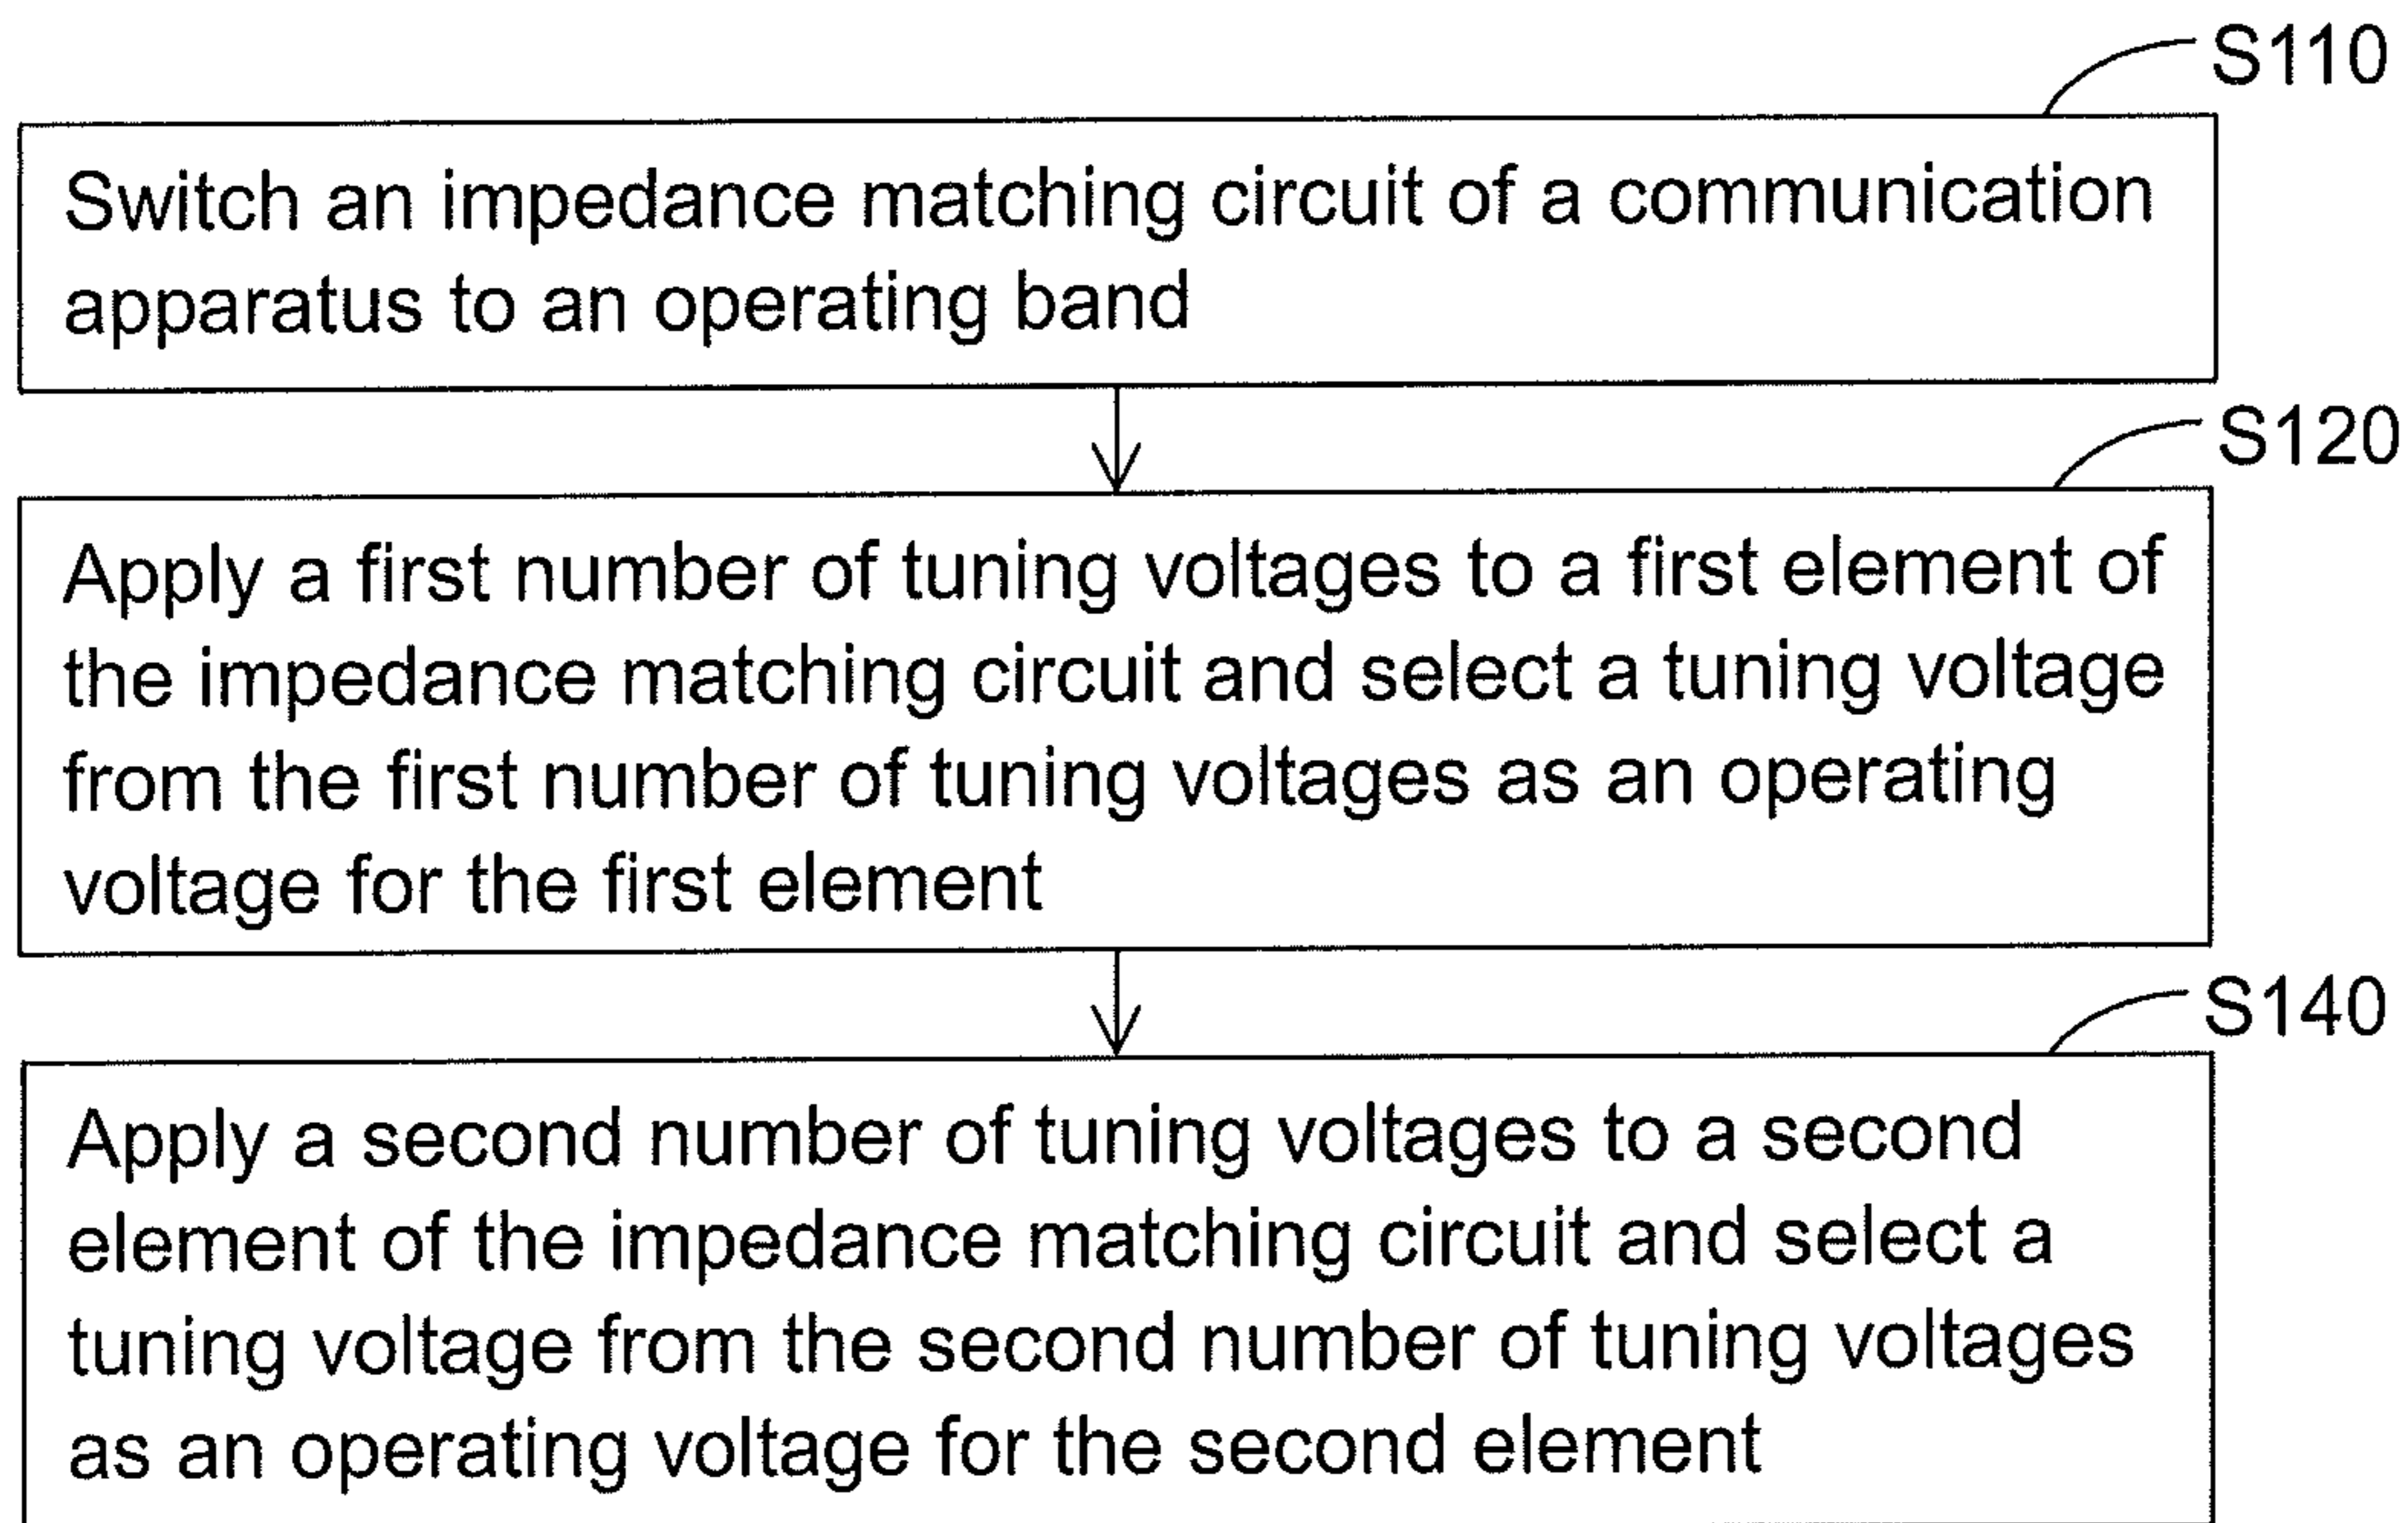 S110
Switch an impedance matching circuit of a communication
apparatus to an operating band
S120
Apply a first number of tuning voltages to a first element of
the impedance matching circuit and select a tuning voltage
from the first number of tuning voltages as an operating
voltage for the first element
S140
Apply a second number of tuning voltages to a second
element of the impedance matching circuit and select a
tuning voltage from the second number of tuning voltages
as an operating voltage for the second element